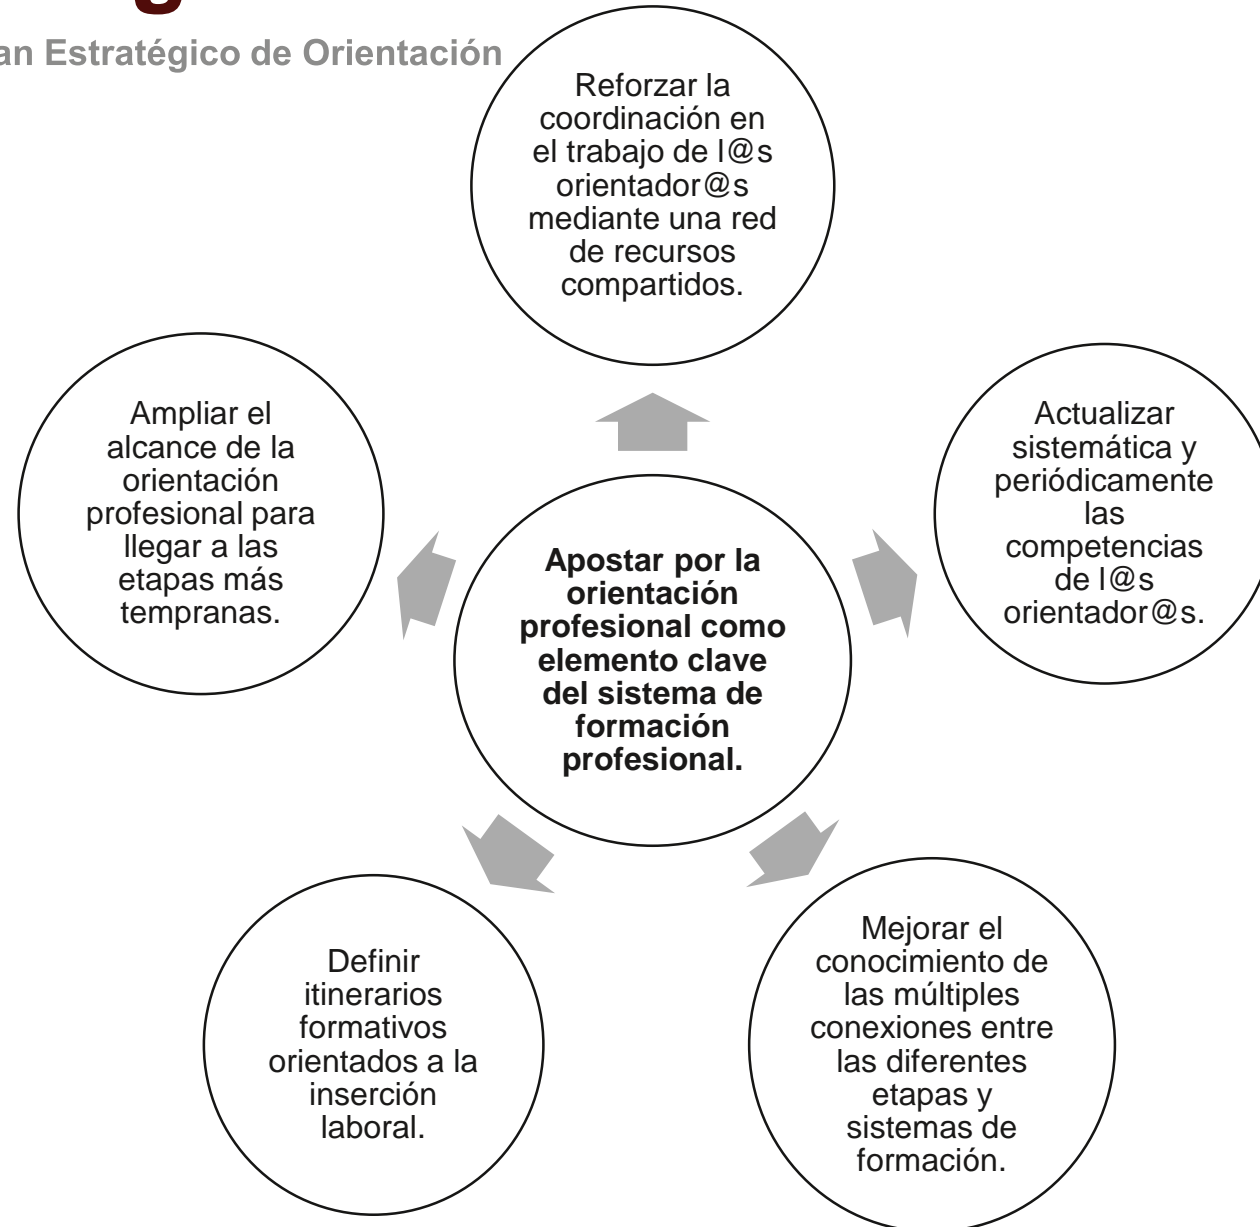 an Estratégico de Orientación
Reforzar la
coordinación en
el trabajo de l@s
orientador@s
mediante una red
de recursos
compartidos.
Actualizar
sistemática y
periódicamente
las
competencias
de l@s
orientador@s.
Mejorar el
conocimiento de
las múltiples
conexiones entre
las diferentes
etapas y
sistemas de
formación.
Definir
itinerarios
formativos
orientados a la
inserción
laboral.
Ampliar el
alcance de la
orientación
profesional para
llegar a las
etapas más
tempranas.
Apostar por la
orientación
profesional como
elemento clave
del sistema de
formación
profesional.